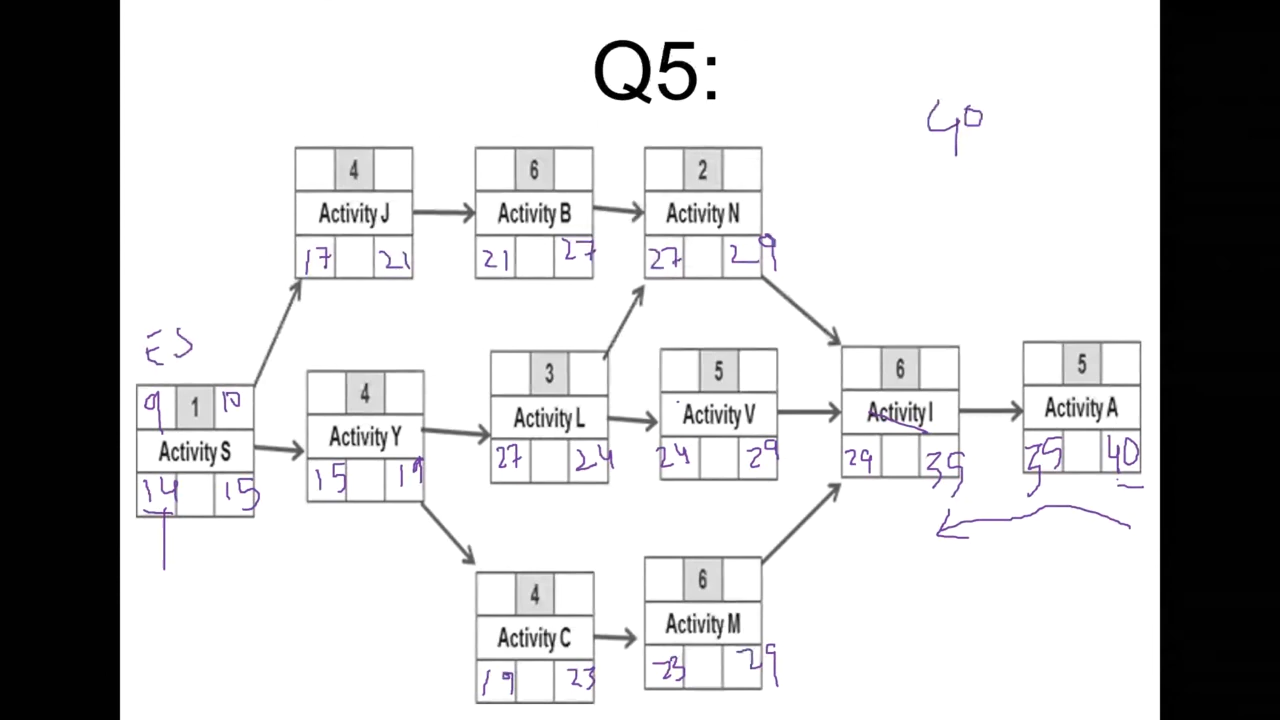 Q5:
40
4
Activity J
17 21
6
Activity B
21 27
2
Activity N
27 29
ES
9 1 10
Activity S
14 15
4
Activity Y
15 19
3
Activity L
27 24
5
Activity V
24 29
6
Activity I
29 35
5
Activity A
35 40
4
Activity C
19 23
6
Activity M
23 29